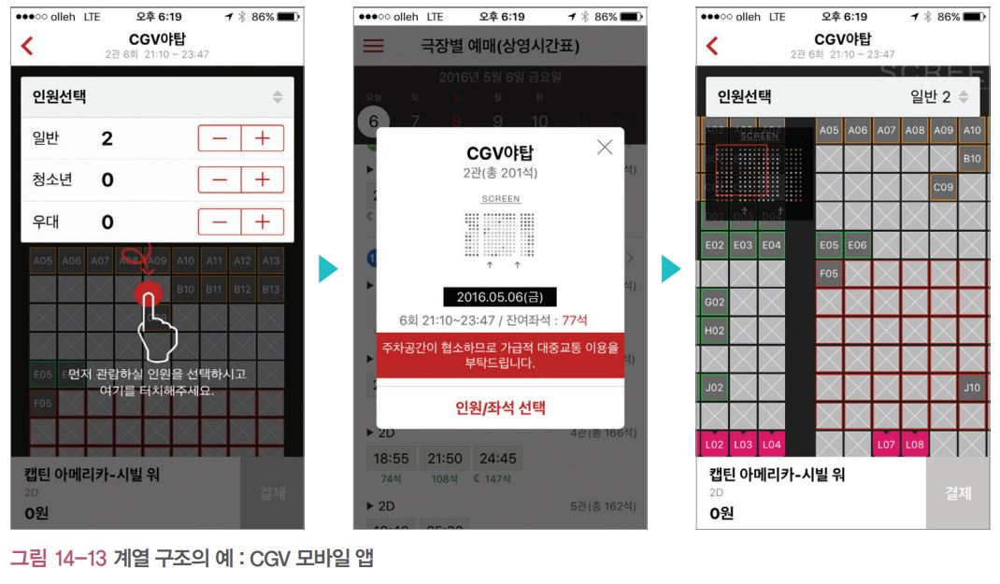 ●●●○○ olleh LTE 오후 6:19 86%
CGV야탑
2관 6회 21:10 ~ 23:47
인원선택
일반 2 − +
청소년 0 − +
우대 0 − +
A05 A06 A07 A08 A09 A10 A11 A12 A13
B10 B11 B12 B13
C09
E05
먼저 관람하실 인원을 선택하시고
여기를 터치해주세요.
F05
캡틴 아메리카-시빌 워
2D
0원
결제
●●●○○ olleh LTE 오후 6:19 86%
극장별 예매(상영시간표)
2016년 5월 6일 금요일
오늘 토 일 월 화
6 7 8 9 10 11 12
CGV야탑
2관(총 201석)
SCREEN
2016.05.06(금)
6회 21:10~23:47 / 잔여좌석 : 77석
주차공간이 협소하므로 가급적 대중교통 이용을
부탁드립니다.
인원/좌석 선택
▶ 2D 4관(총 166석)
18:55 21:50 24:45
74석 108석 147석
▶ 2D 5관(총 162석)
●●●○○ olleh LTE 오후 6:19 86%
CGV야탑
2관 6회 21:10 ~ 23:47
SCREE
인원선택 일반 2
A02 A03 A04 A05 A06 A07 A08 A09 A10
SCREEN
B10
C09
D02 D03 D04
E02 E03 E04 E05 E06
F05
G02
H02
J02 J10
L02 L03 L04 L07 L08
캡틴 아메리카-시빌 워
2D
0원
결제
그림 14-13 계열 구조의 예 : CGV 모바일 앱